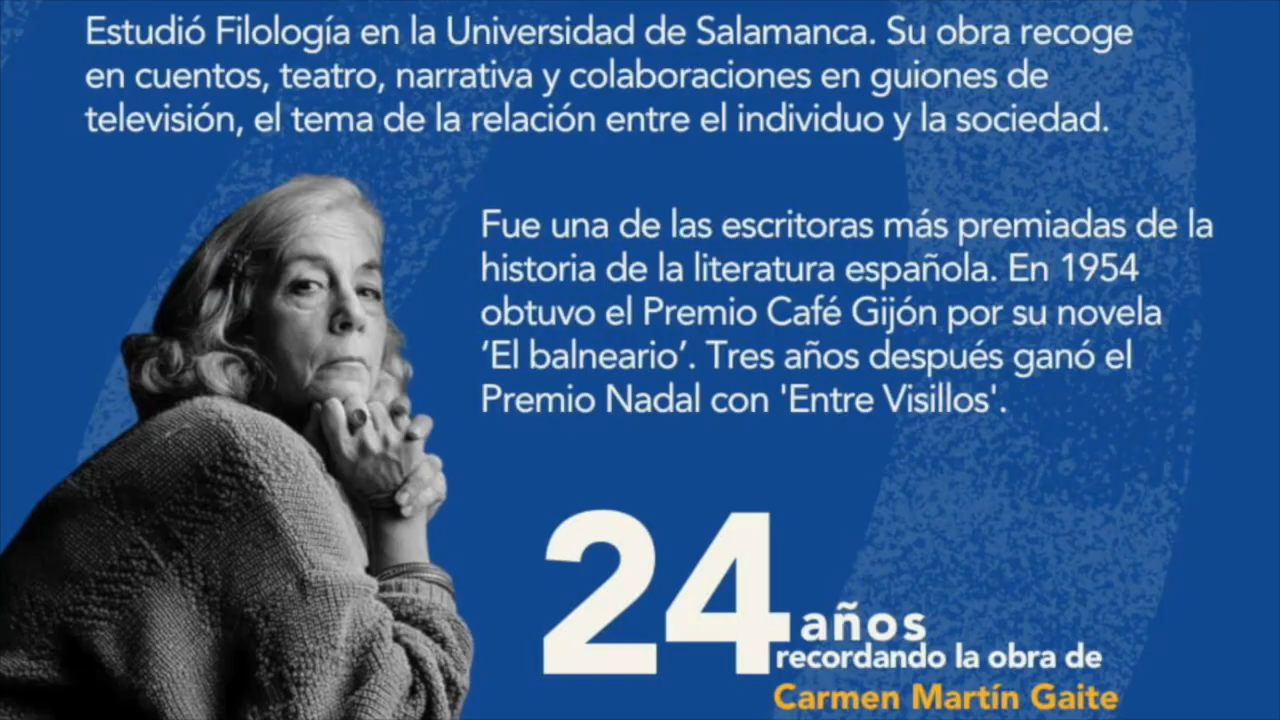 Estudió Filología en la Universidad de Salamanca. Su obra recoge
en cuentos, teatro, narrativa y colaboraciones en guiones de
televisión, el tema de la relación entre el individuo y la sociedad.
Fue una de las escritoras más premiadas de la
historia de la literatura española. En 1954
obtuvo el Premio Café Gijón por su novela
‘El balneario’. Tres años después ganó el
Premio Nadal con 'Entre Visillos'.
24 años
recordando la obra de
Carmen Martín Gaite